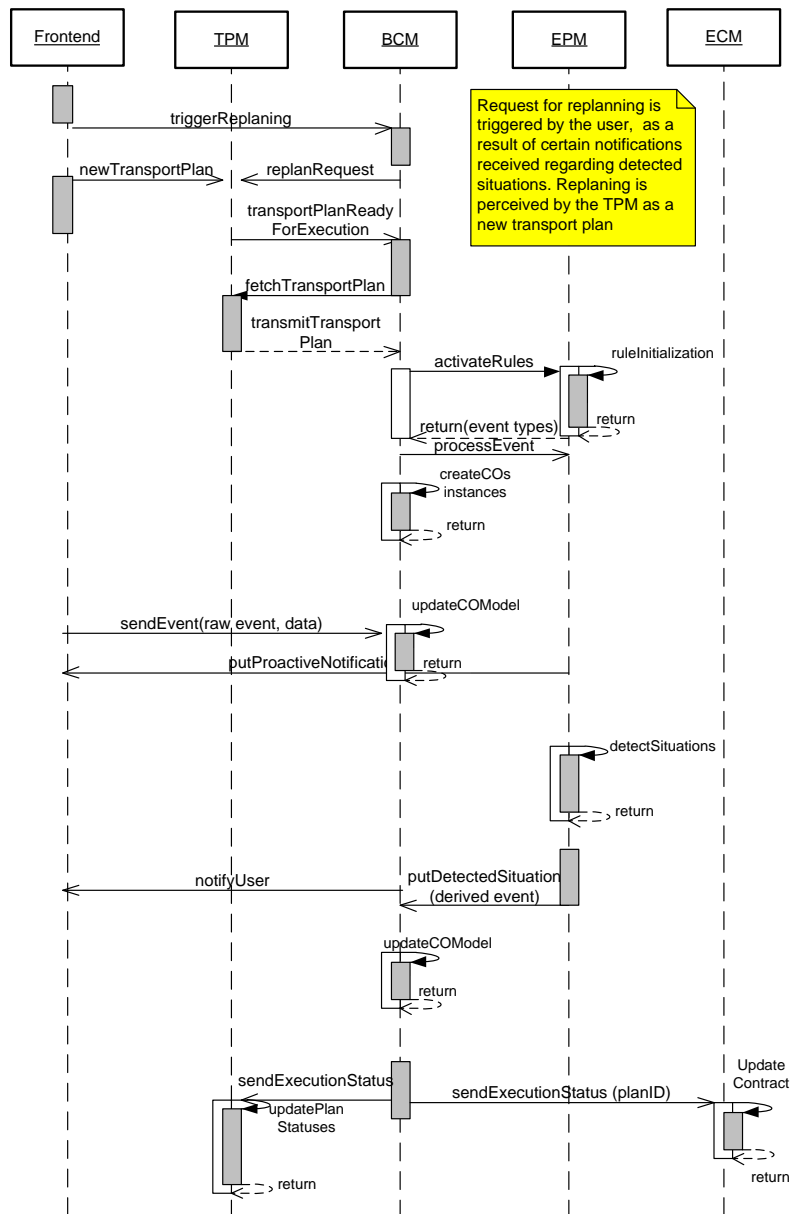 Frontend
TPM
BCM
EPM
ECM
Request for replanning is
triggered by the user,  as a
result of certain notifications
received regarding detected
situations. Replaning is
perceived by the TPM as a
new transport plan
triggerReplaning
newTransportPlan
replanRequest
transportPlanReady
ForExecution
fetchTransportPlan
transmitTransport
Plan
activateRules
ruleInitialization
return
return(event types)
processEvent
createCOs
instances
return
updateCOModel
sendEvent(raw event, data)
putProactiveNotificatio
return
detectSituations
return
putDetectedSituation
(derived event)
notifyUser
updateCOModel
return
sendExecutionStatus
sendExecutionStatus (planID)
Update
Contract
updatePlan
Statuses
return
return